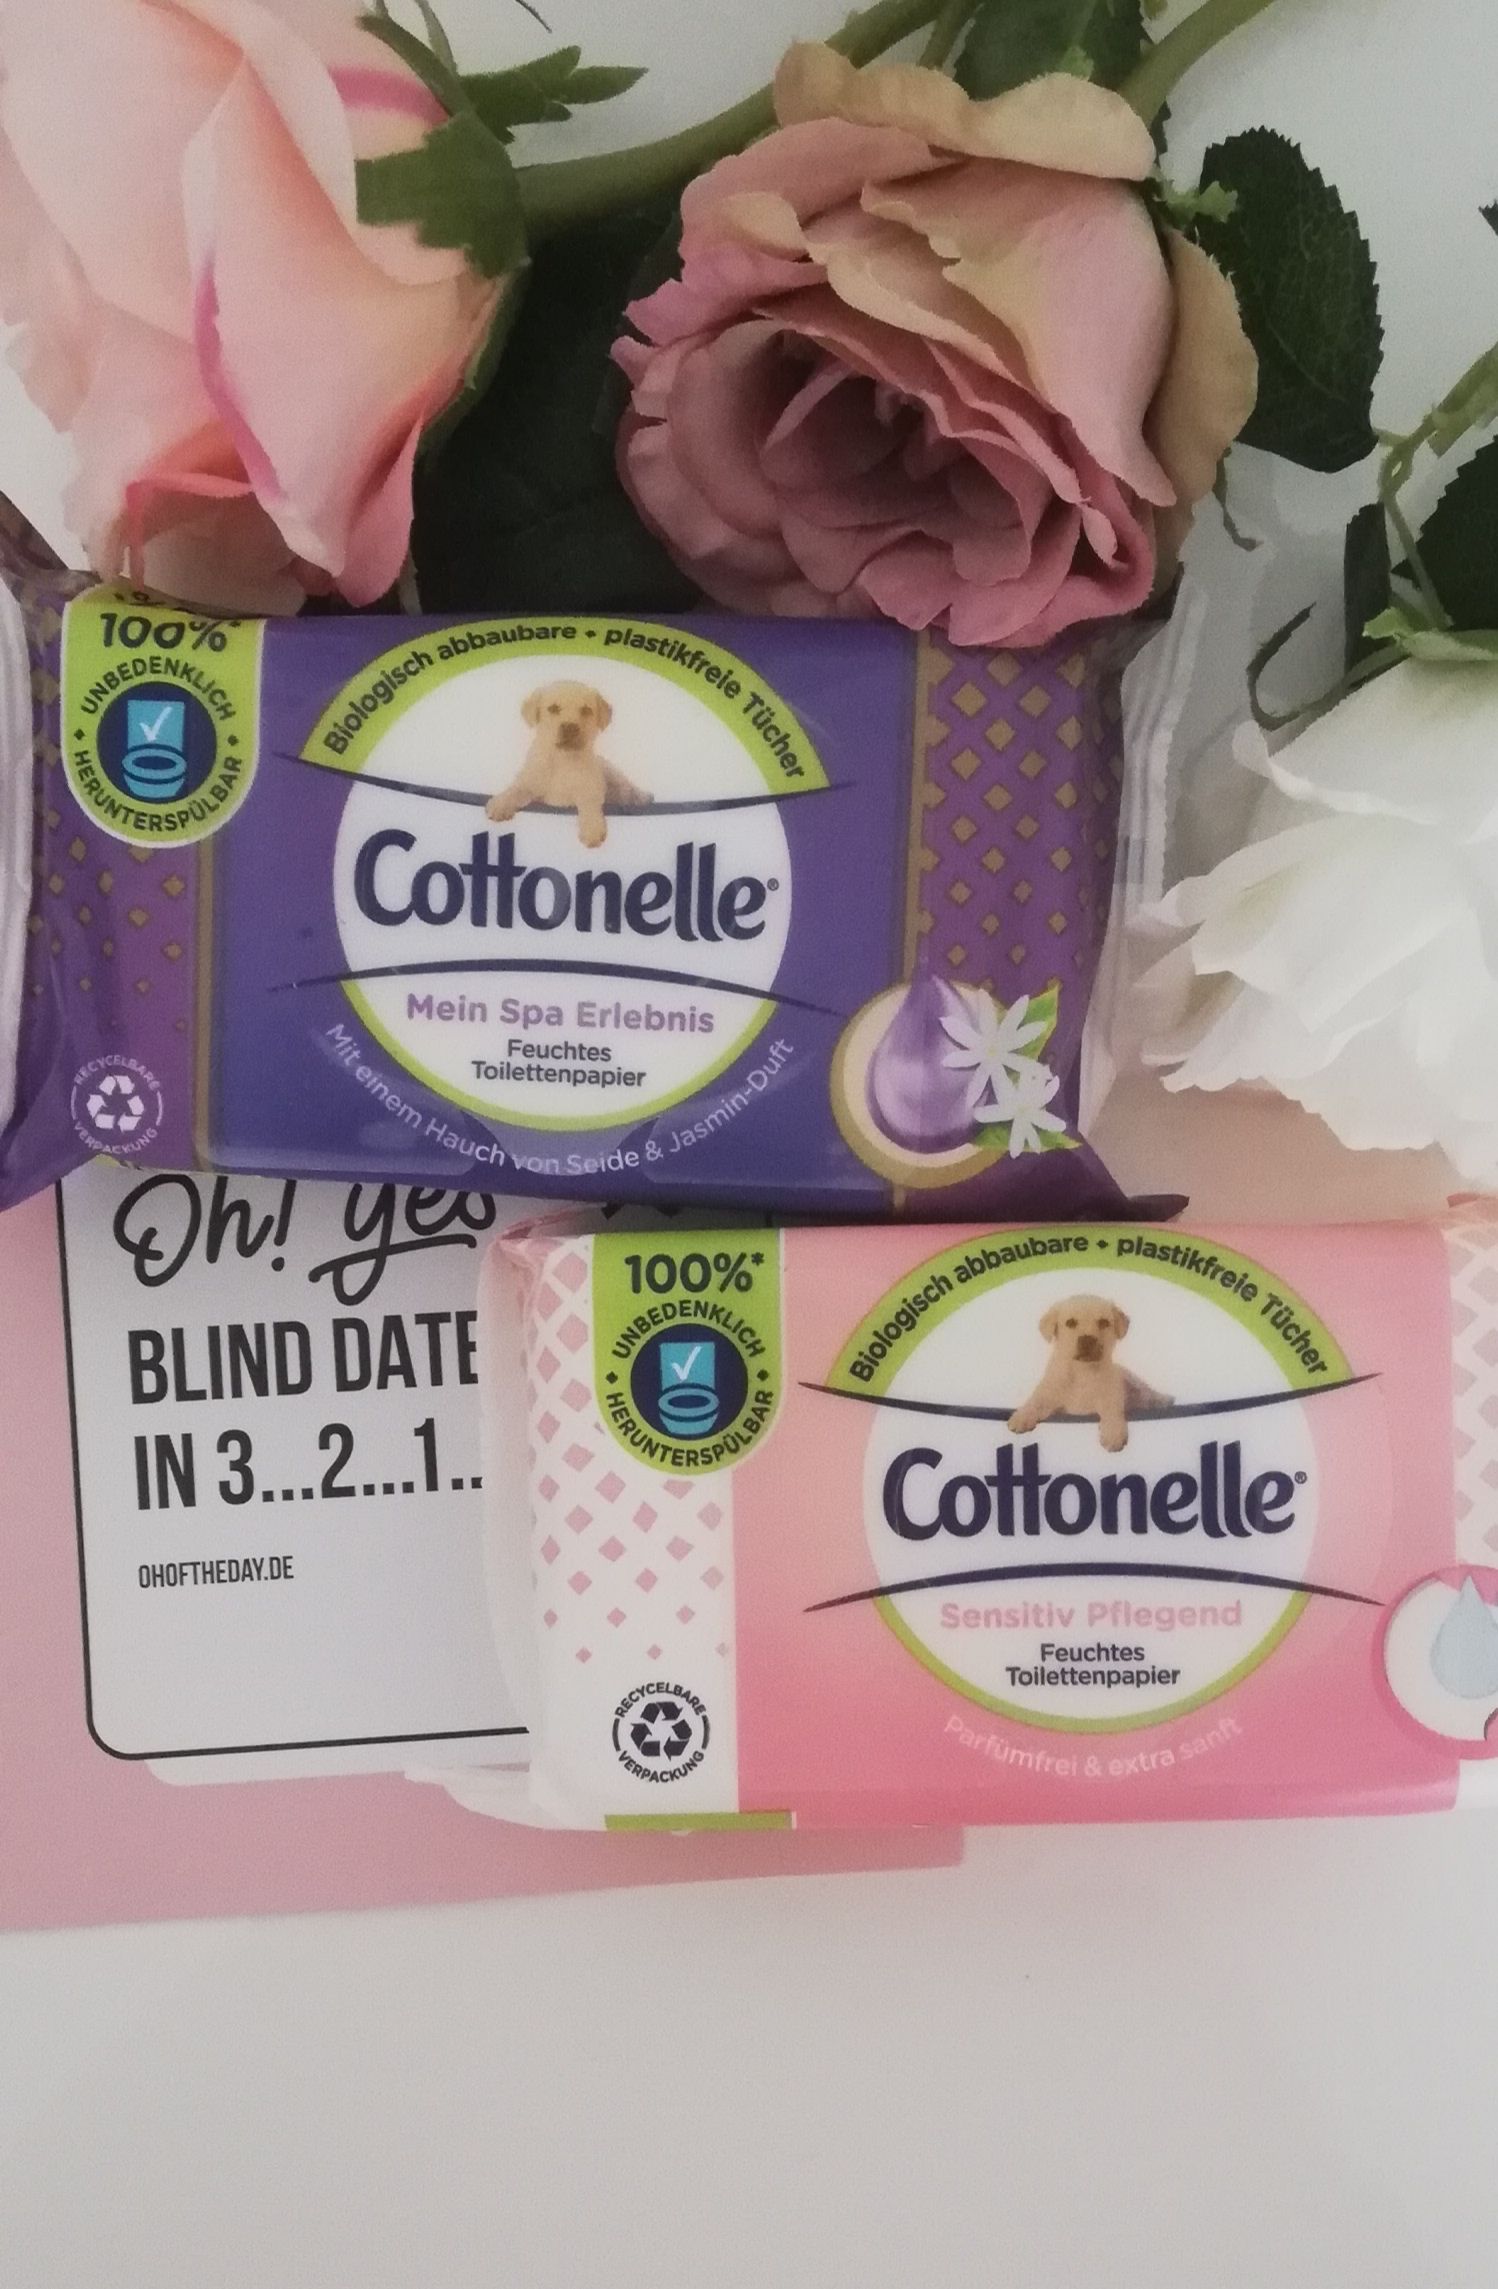 100%*
UNBEDENKLICH
HERUNTERSPÜLBAR
Biologisch abbaubare • plastikfreie Tücher
Cottonelle®
Mein Spa Erlebnis
Feuchtes
Toilettenpapier
Mit einem Hauch von Seide & Jasmin-Duft
RECYCELBARE
VERPACKUNG
Oh! yes
BLIND DATE
IN 3...2...1..
OHOFTHEDAY.DE
100%*
UNBEDENKLICH
HERUNTERSPÜLBAR
Biologisch abbaubare • plastikfreie Tücher
Cottonelle®
Sensitiv Pflegend
Feuchtes
Toilettenpapier
Parfümfrei & extra sanft
RECYCELBARE
VERPACKUNG